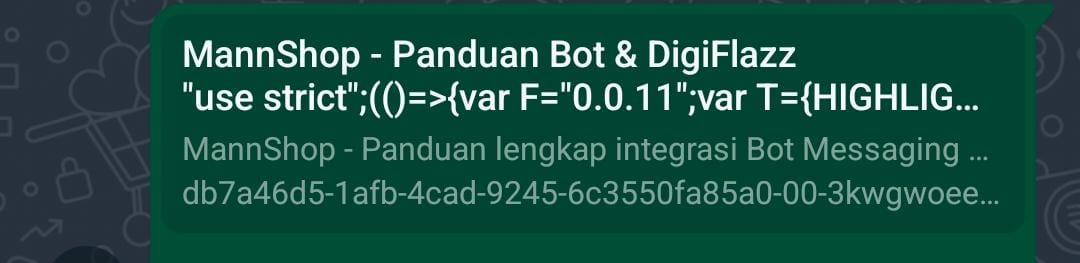 MannShop - Panduan Bot & DigiFlazz
"use strict";(()=>{var F="0.0.11";var T={HIGHLIG...
MannShop - Panduan lengkap integrasi Bot Messaging ...
db7a46d5-1afb-4cad-9245-6c3550fa85a0-00-3kwgwoee...